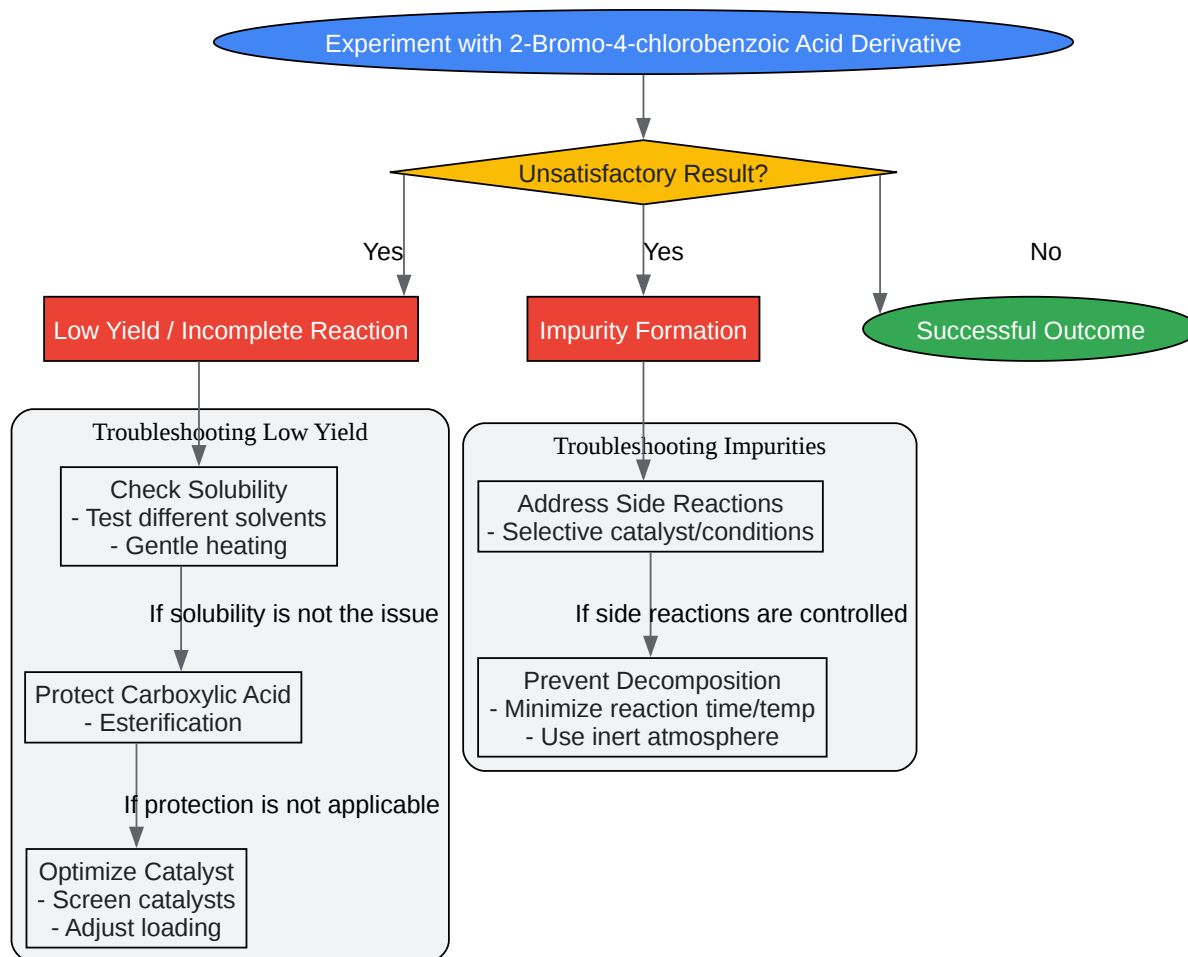 Experiment with 2-Bromo-4-chlorobenzoic Acid Derivative
Unsatisfactory Result?
Yes
Yes
No
Low Yield / Incomplete Reaction
Impurity Formation
Successful Outcome
Troubleshooting Low Yield
Check Solubility
- Test different solvents
- Gentle heating
If solubility is not the issue
Protect Carboxylic Acid
- Esterification
If protection is not applicable
Optimize Catalyst
- Screen catalysts
- Adjust loading
Troubleshooting Impurities
Address Side Reactions
- Selective catalyst/conditions
If side reactions are controlled
Prevent Decomposition
- Minimize reaction time/temp
- Use inert atmosphere